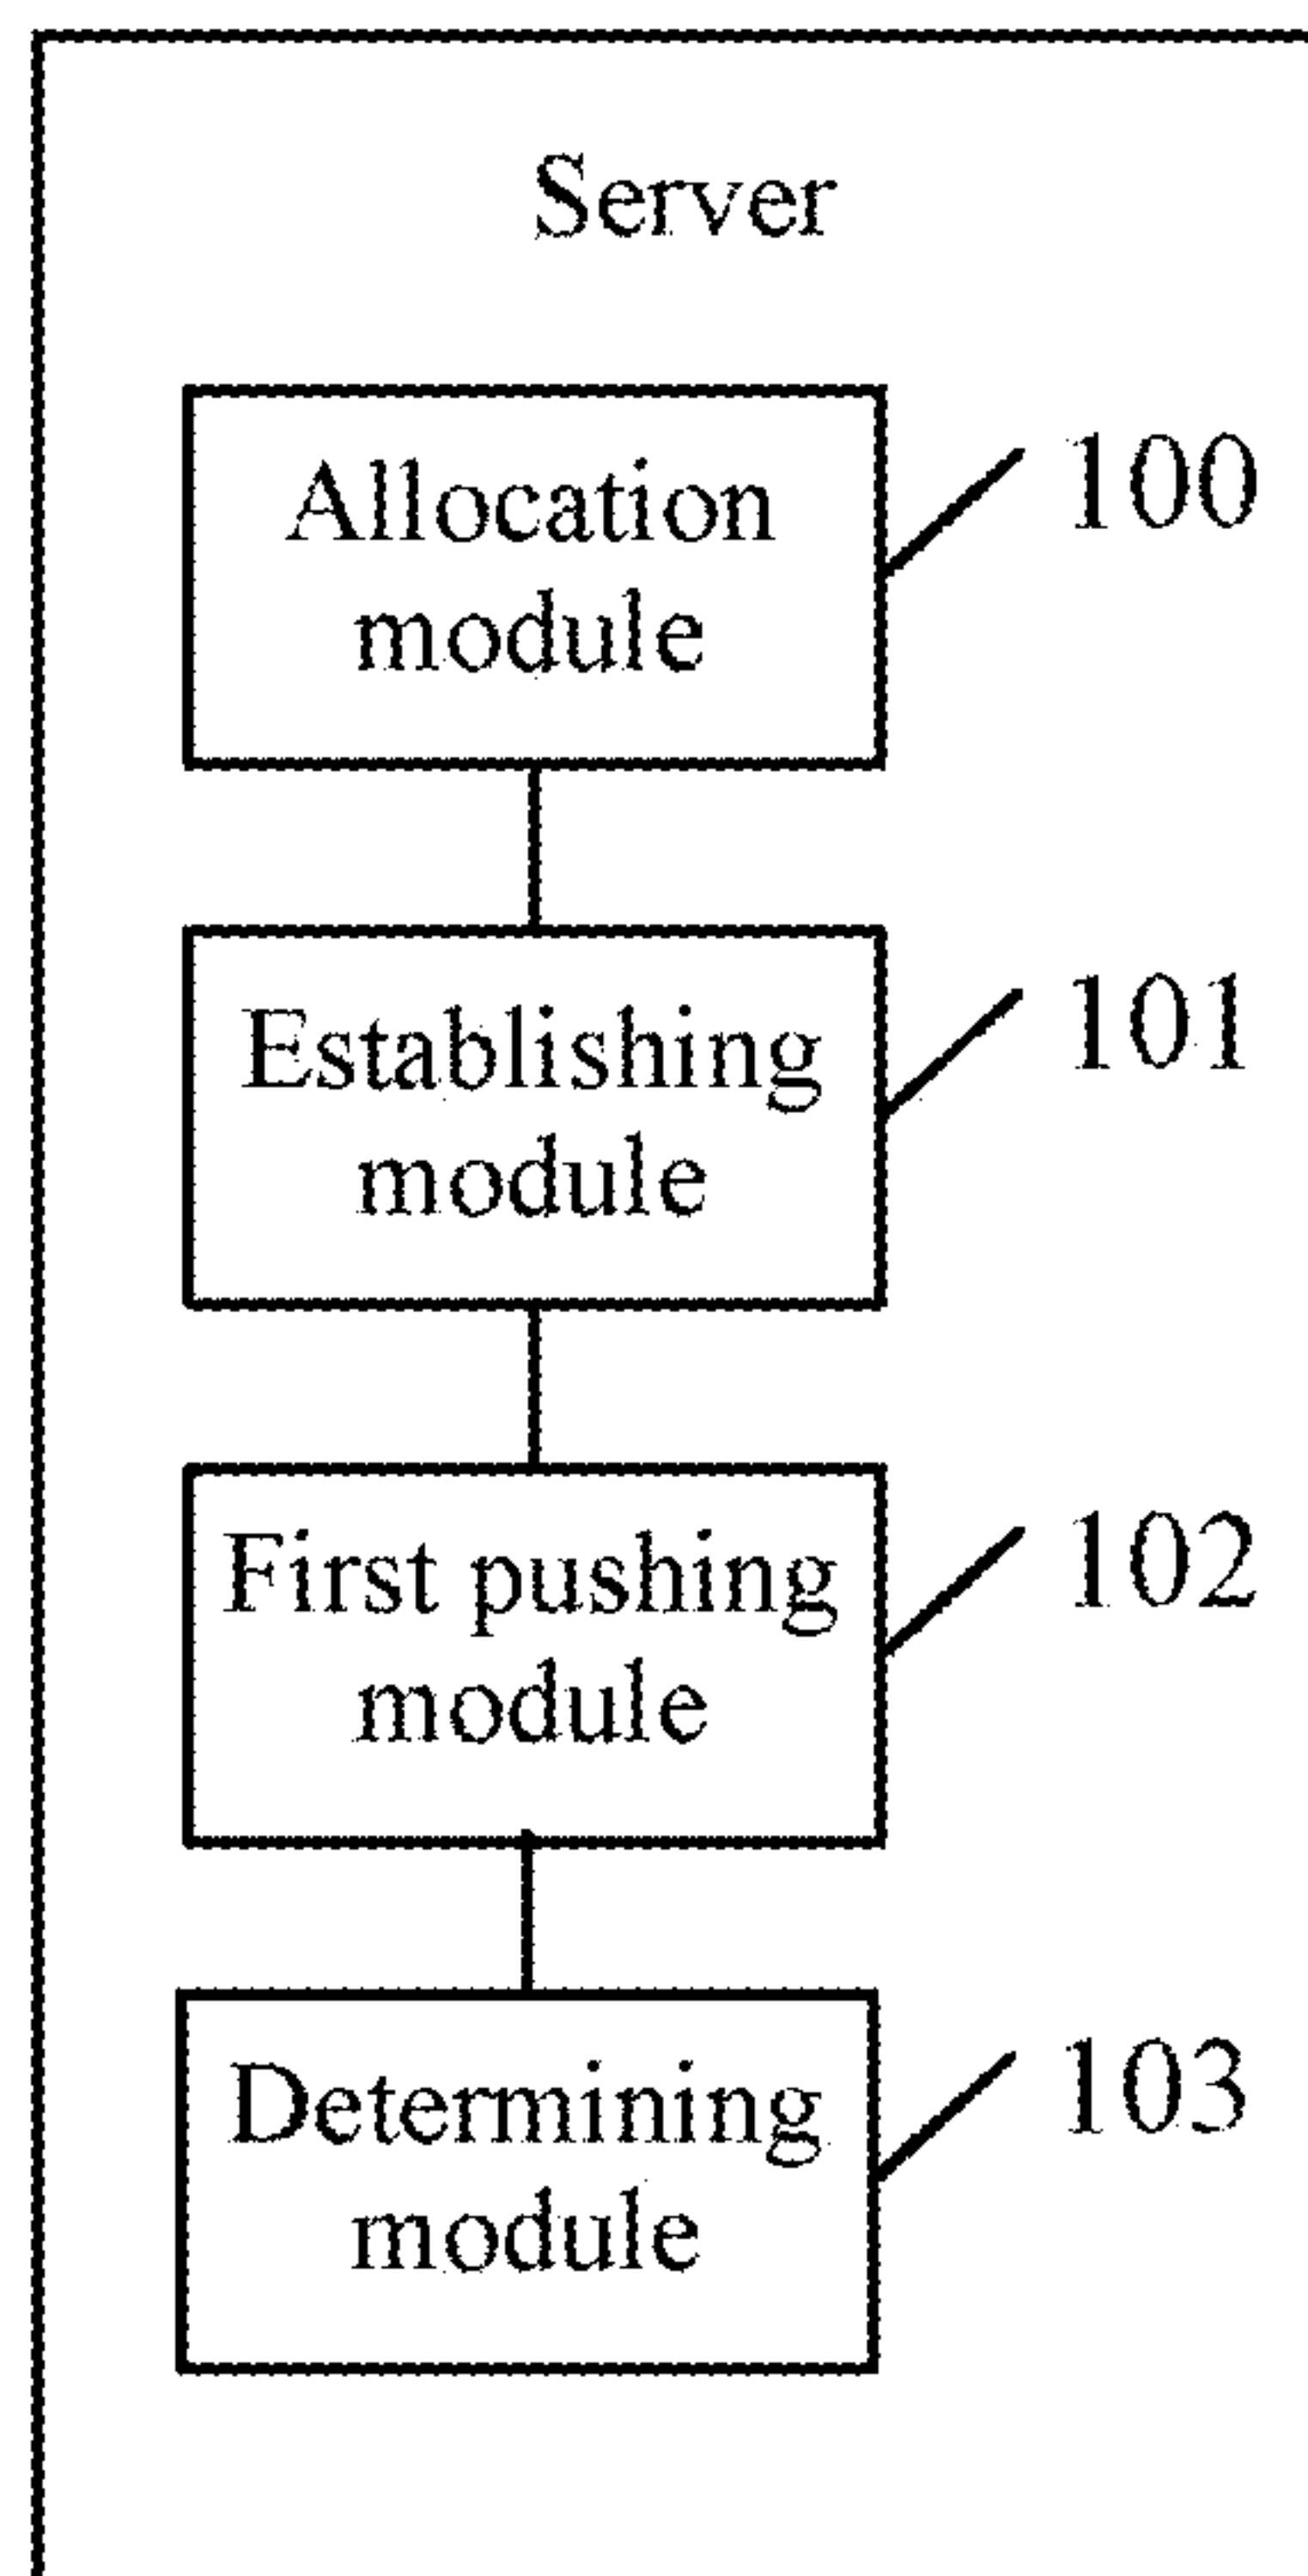 Server
Allocation
module
100
Establishing
module
101
First pushing
module
102
Determining
module
103